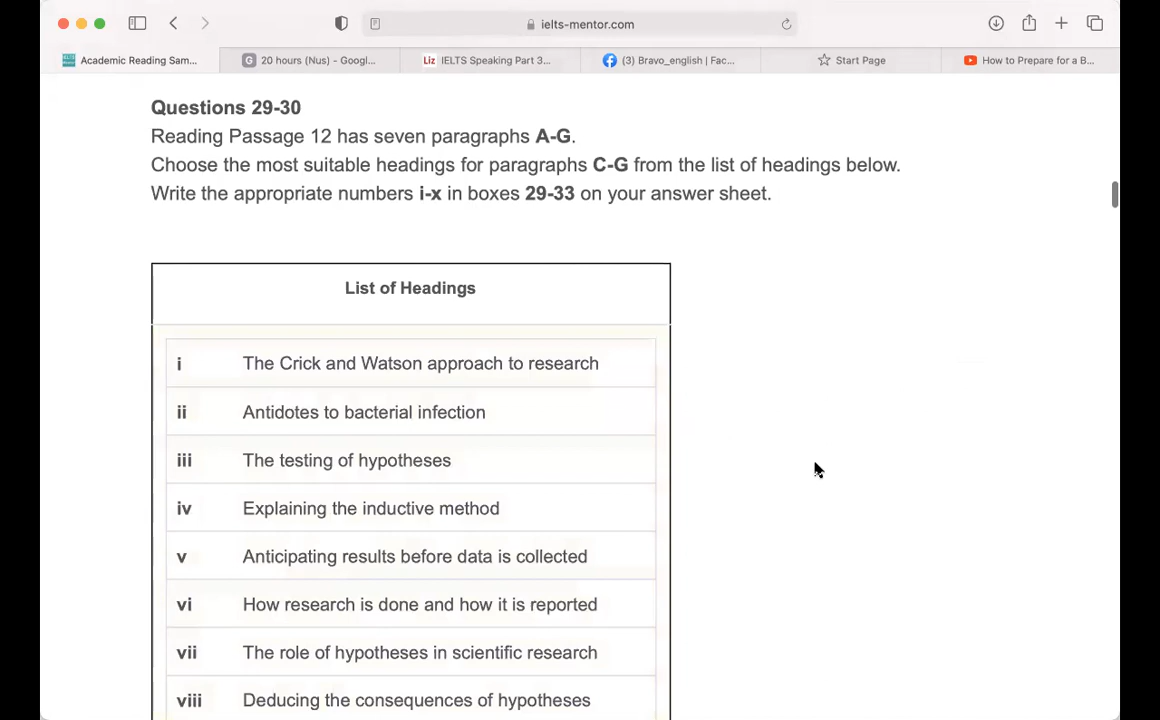 ielts-mentor.com
Academic Reading Sam...
G 20 hours (Nus) - Googl...
Liz IELTS Speaking Part 3...
(3) Bravo_english | Fac...
Start Page
How to Prepare for a B...
Questions 29-30
Reading Passage 12 has seven paragraphs A-G.
Choose the most suitable headings for paragraphs C-G from the list of headings below.
Write the appropriate numbers i-x in boxes 29-33 on your answer sheet.
List of Headings
i The Crick and Watson approach to research
ii Antidotes to bacterial infection
iii The testing of hypotheses
iv Explaining the inductive method
v Anticipating results before data is collected
vi How research is done and how it is reported
vii The role of hypotheses in scientific research
viii Deducing the consequences of hypotheses